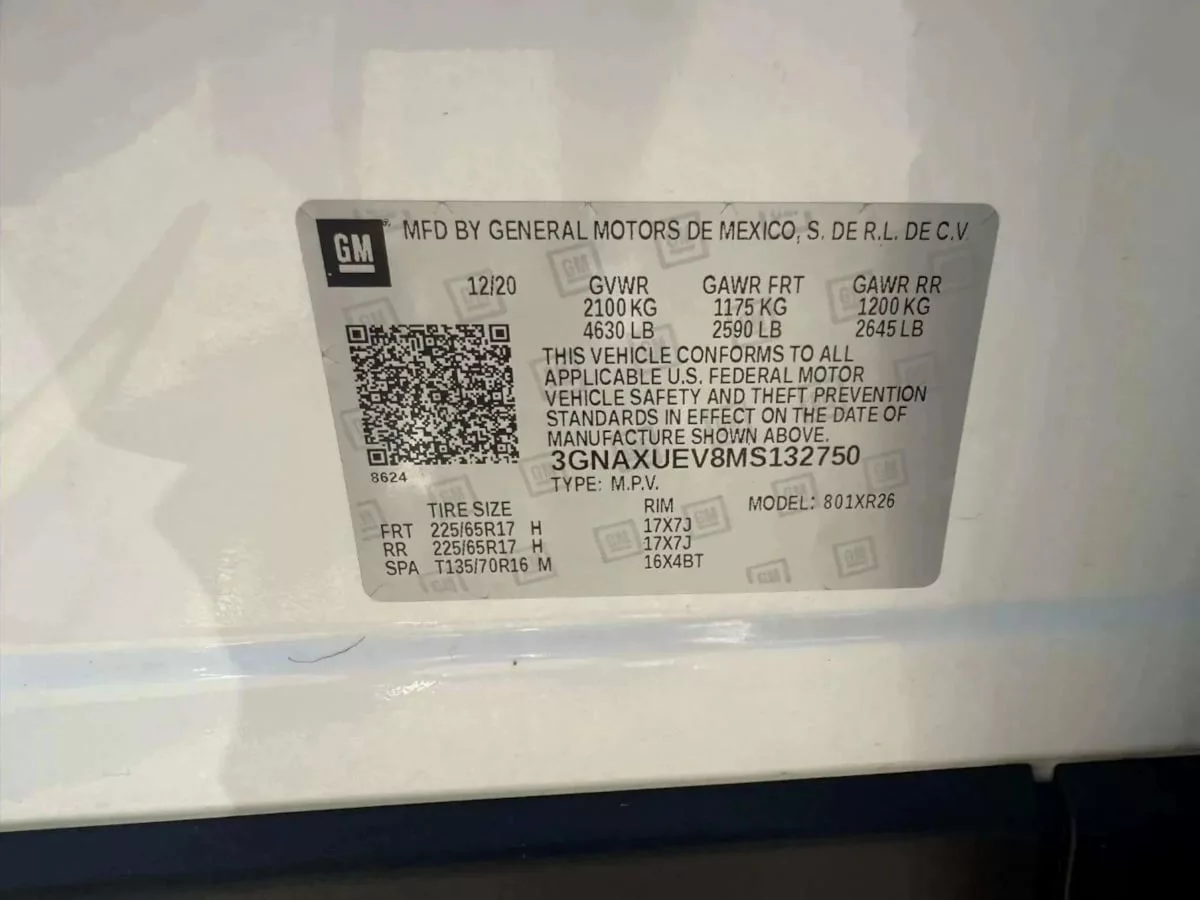 GM MFD BY GENERAL MOTORS DE MEXICO, S. DE R.L. DE C.V.
12/20 GVWR GAWR FRT GAWR RR
2100 KG 1175 KG 1200 KG
4630 LB 2590 LB 2645 LB
THIS VEHICLE CONFORMS TO ALL
APPLICABLE U.S. FEDERAL MOTOR
VEHICLE SAFETY AND THEFT PREVENTION
STANDARDS IN EFFECT ON THE DATE OF
MANUFACTURE SHOWN ABOVE.
3GNAXUEV8MS132750
8624
TYPE: M.P.V.
TIRE SIZE RIM MODEL: 801XR26
FRT 225/65R17 H 17X7J
RR 225/65R17 H 17X7J
SPA T135/70R16 M 16X4BT